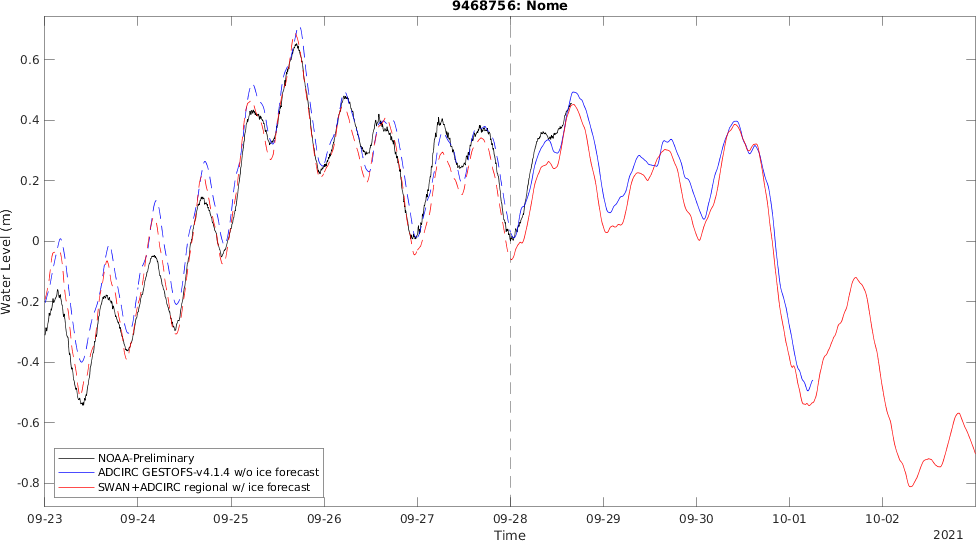 9468756: Nome
Water Level (m)
0.6
0.4
0.2
0
-0.2
-0.4
-0.6
-0.8
NOAA-Preliminary
ADCIRC GESTOFS-v4.1.4 w/o ice forecast
SWAN+ADCIRC regional w/ ice forecast
09-23 09-24 09-25 09-26 09-27 09-28 09-29 09-30 10-01 10-02
Time
2021